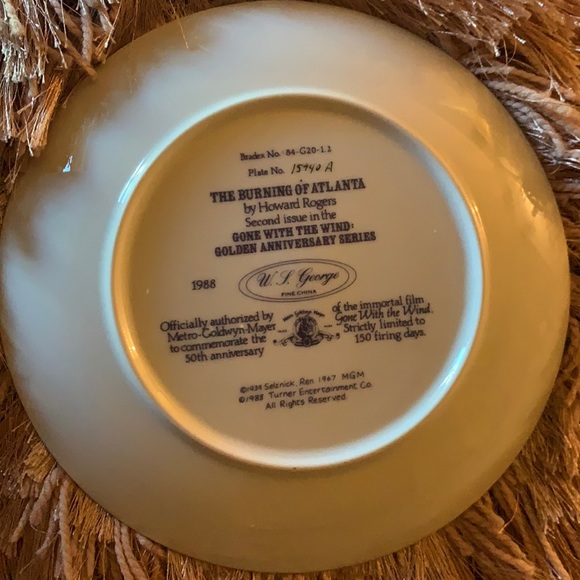 Bradex No. 84-G20-1.2
Plate No. 15940 A
THE BURNING OF ATLANTA
by Howard Rogers
Second issue in the
GONE WITH THE WIND:
GOLDEN ANNIVERSARY SERIES
1988
W. S. George
FINE CHINA
Officially authorized by
Metro-Goldwyn-Mayer
to commemorate the
50th anniversary
of the immortal film
Gone With the Wind.
Strictly limited to
150 firing days.
©1939 Selznick, Ren. 1967 MGM
©1988 Turner Entertainment Co.
All Rights Reserved.